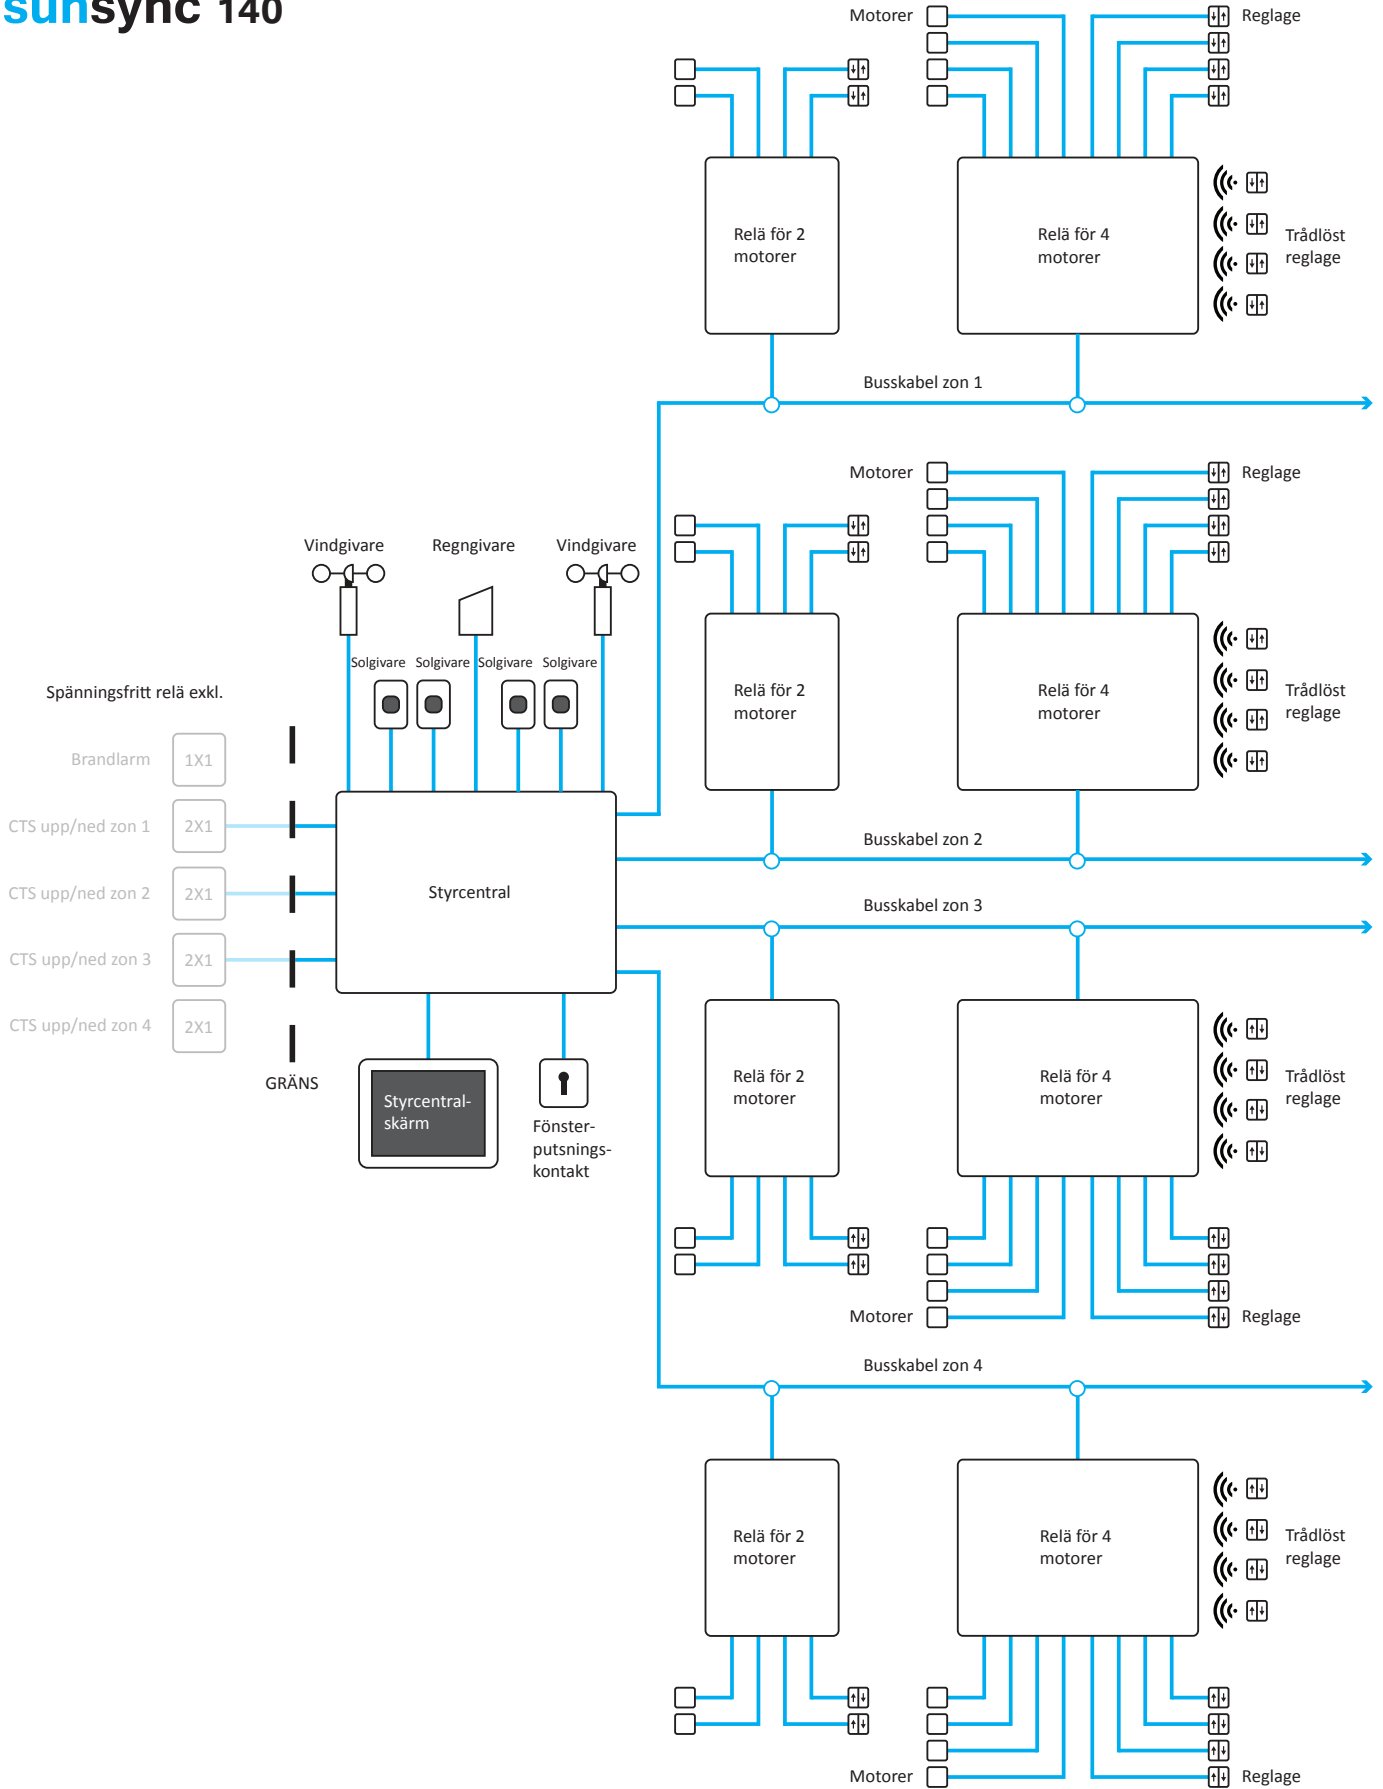 sunsync 140
Motorer
Reglage
Relä för 2
motorer
Relä för 4
motorer
Trådlöst
reglage
Busskabel zon 1
Motorer
Reglage
Relä för 2
motorer
Relä för 4
motorer
Trådlöst
reglage
Busskabel zon 2
Vindgivare
Regngivare
Vindgivare
Solgivare
Solgivare
Solgivare
Solgivare
Spänningsfritt relä exkl.
Brandlarm
1X1
CTS upp/ned zon 1
2X1
CTS upp/ned zon 2
2X1
CTS upp/ned zon 3
2X1
CTS upp/ned zon 4
2X1
GRÄNS
Styrcentral
Styrcentral-
skärm
Fönster-
putsnings-
kontakt
Busskabel zon 3
Relä för 2
motorer
Relä för 4
motorer
Trådlöst
reglage
Motorer
Reglage
Busskabel zon 4
Relä för 2
motorer
Relä för 4
motorer
Trådlöst
reglage
Motorer
Reglage